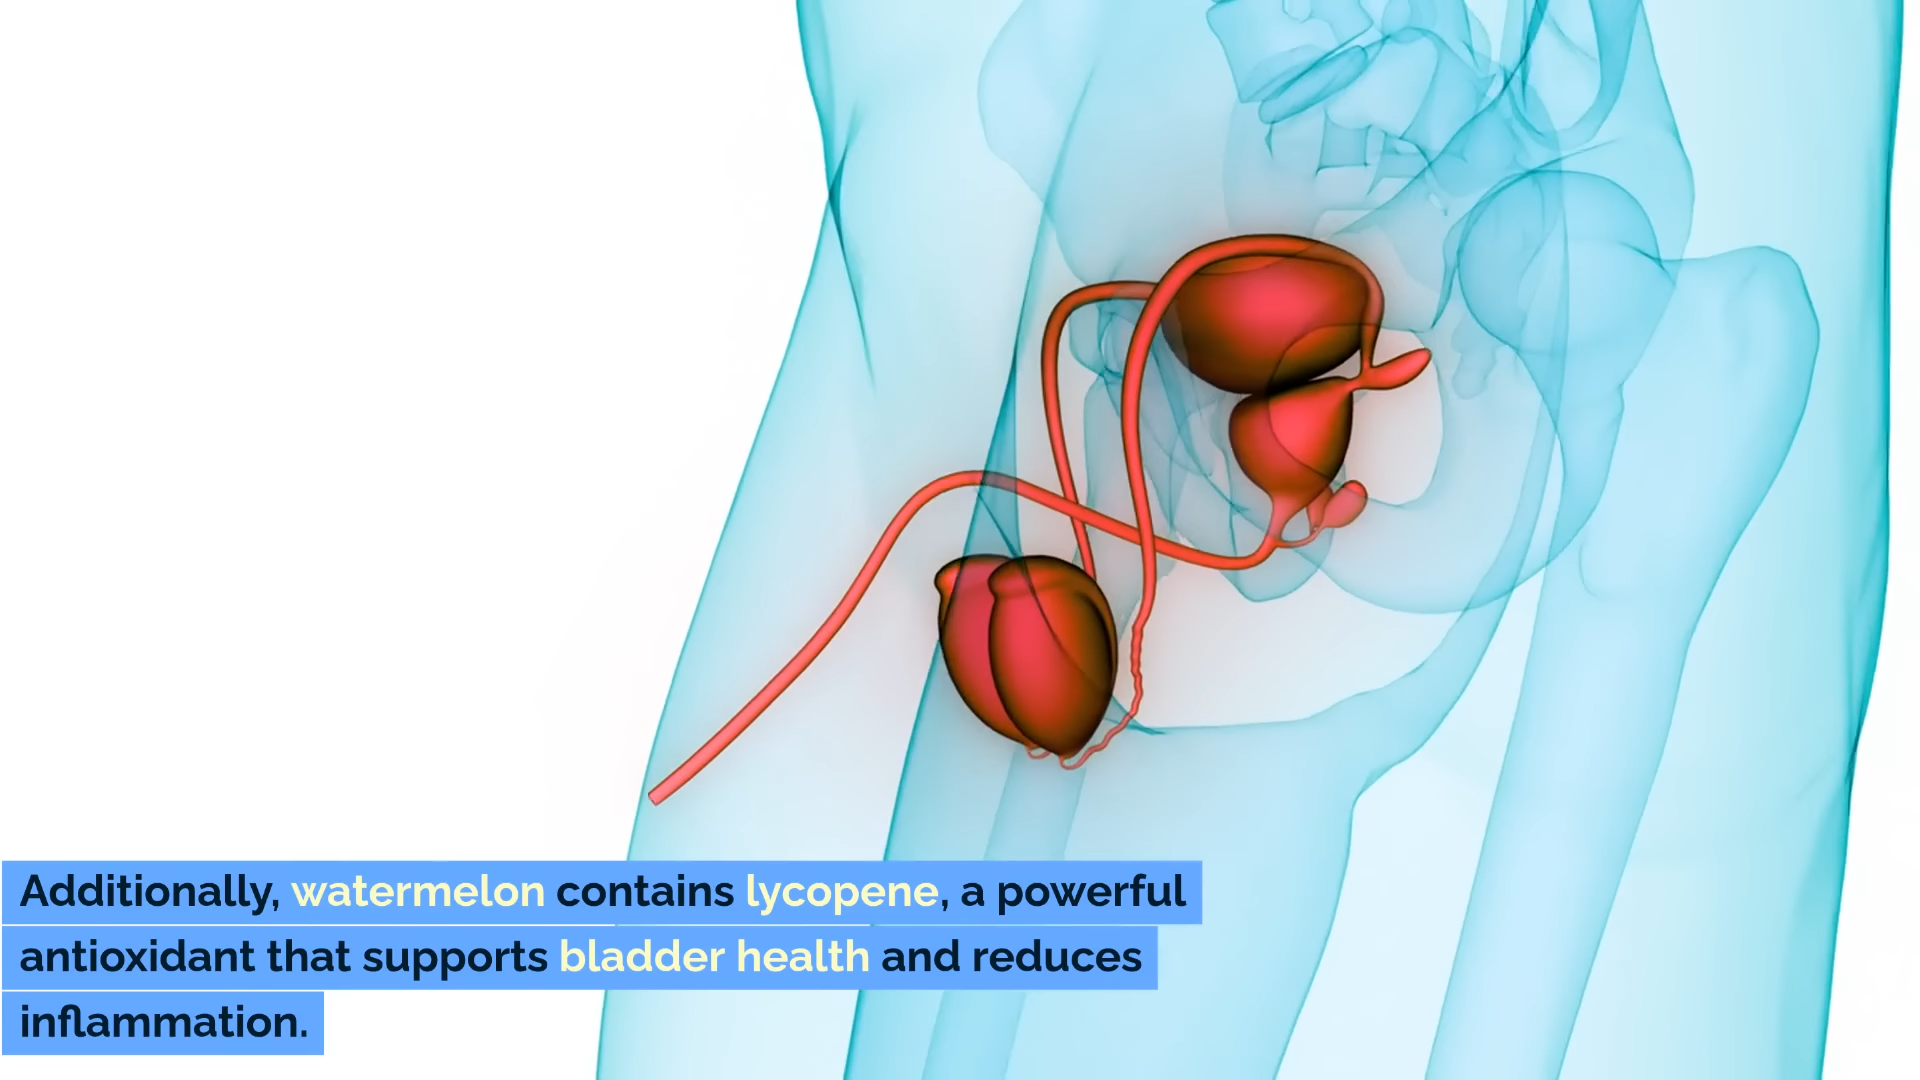 Additionally, watermelon contains lycopene, a powerful
antioxidant that supports bladder health and reduces
inflammation.